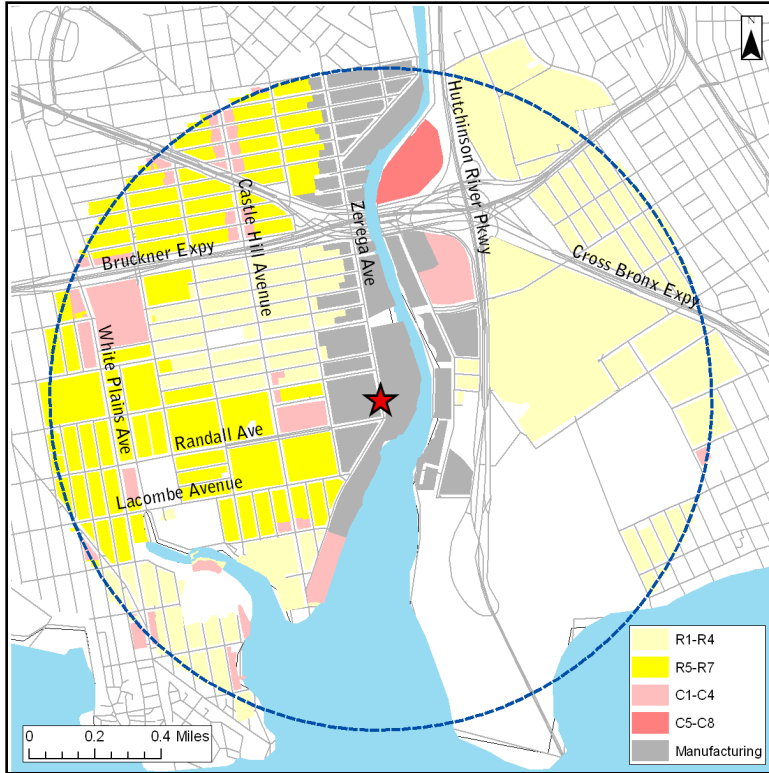 N
Hutchinson River Pkwy
Castle Hill Avenue
Zerega Ave
Bruckner Expy
Cross Bronx Expy
White Plains Ave
Randall Ave
Lacombe Avenue
R1-R4
R5-R7
C1-C4
C5-C8
Manufacturing
0 0.2 0.4 Miles